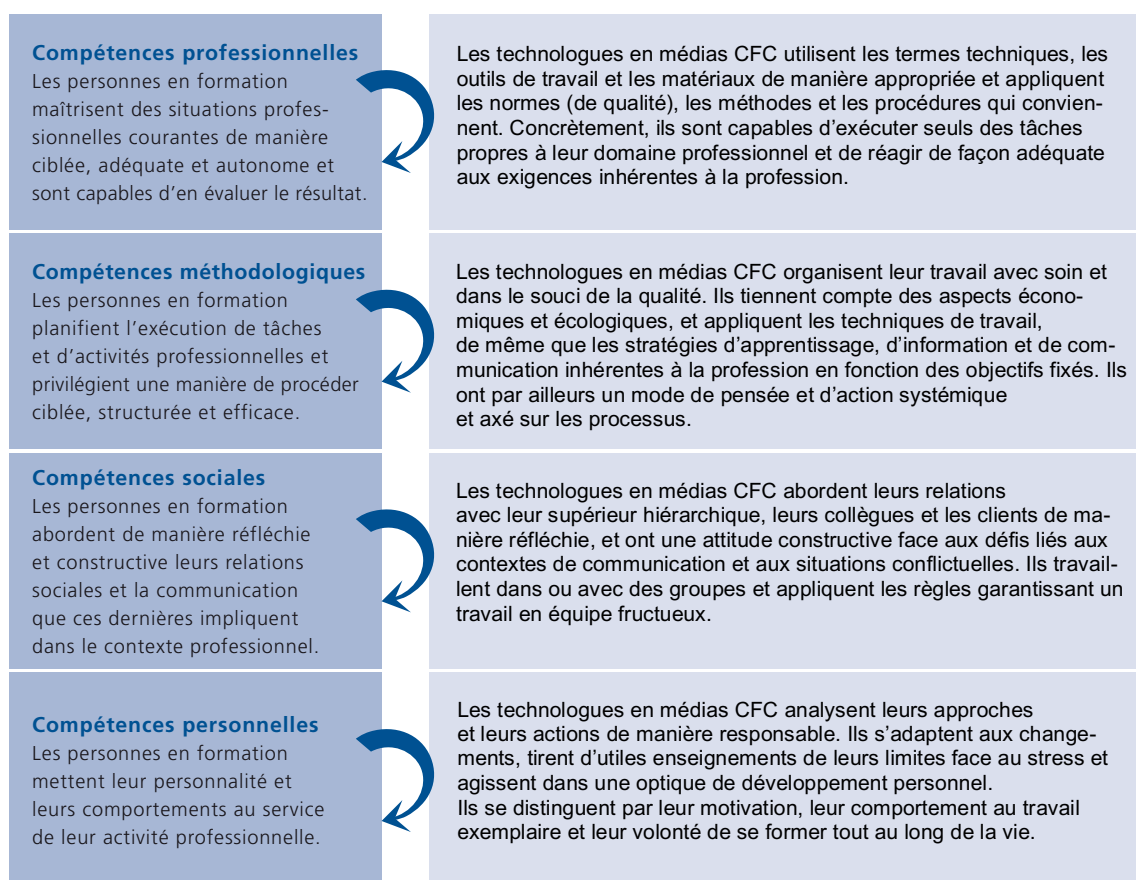 Compétences professionnelles
Les personnes en formation
maîtrisent des situations profes-
sionnelles courantes de manière
ciblée, adéquate et autonome et
sont capables d’en évaluer le résultat.
Les technologues en médias CFC utilisent les termes techniques, les
outils de travail et les matériaux de manière appropriée et appliquent
les normes (de qualité), les méthodes et les procédures qui convien-
nent. Concrètement, ils sont capables d’exécuter seuls des tâches
propres à leur domaine professionnel et de réagir de façon adéquate
aux exigences inhérentes à la profession.
Compétences méthodologiques
Les personnes en formation
planifient l’exécution de tâches
et d’activités professionnelles et
privilégient une manière de procéder
ciblée, structurée et efficace.
Les technologues en médias CFC organisent leur travail avec soin et
dans le souci de la qualité. Ils tiennent compte des aspects écono-
miques et écologiques, et appliquent les techniques de travail,
de même que les stratégies d’apprentissage, d’information et de com-
munication inhérentes à la profession en fonction des objectifs fixés. Ils
ont par ailleurs un mode de pensée et d’action systémique
et axé sur les processus.
Compétences sociales
Les personnes en formation
abordent de manière réfléchie
et constructive leurs relations
sociales et la communication
que ces dernières impliquent
dans le contexte professionnel.
Les technologues en médias CFC abordent leurs relations
avec leur supérieur hiérarchique, leurs collègues et les clients de ma-
nière réfléchie, et ont une attitude constructive face aux défis liés aux
contextes de communication et aux situations conflictuelles. Ils travail-
lent dans ou avec des groupes et appliquent les règles garantissant un
travail en équipe fructueux.
Compétences personnelles
Les personnes en formation
mettent leur personnalité et
leurs comportements au service
de leur activité professionnelle.
Les technologues en médias CFC analysent leurs approches
et leurs actions de manière responsable. Ils s’adaptent aux change-
ments, tirent d’utiles enseignements de leurs limites face au stress et
agissent dans une optique de développement personnel.
Ils se distinguent par leur motivation, leur comportement au travail
exemplaire et leur volonté de se former tout au long de la vie.